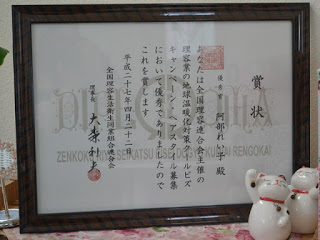 賞状
優秀賞
阿部れい子殿
あなたは全国理容連合会主催の
理容業の地球温暖化対策クールビズ
キャンペーン・ヘアスタイル募集
において優秀でありましたので
これを賞します
平成二十七年四月二十二日
全国理容生活衛生同業組合連合会
理事長
大森利夫
ZENKOKU RIYO SEIKATSU EISEI DOGYO KUMIAI RENGOKAI